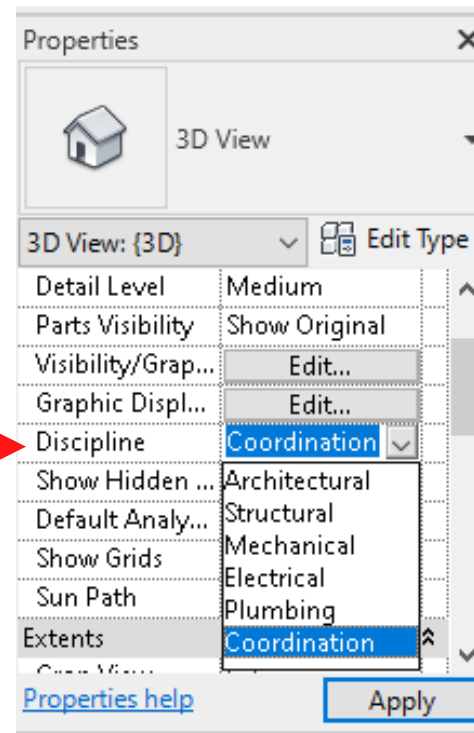 Properties
3D View
3D View: {3D}
Edit Type
Detail Level Medium
Parts Visibility Show Original
Visibility/Grap... Edit...
Graphic Displ... Edit...
Discipline Coordination
Show Hidden ... Architectural
Default Analy... Structural
Show Grids Mechanical
Electrical
Sun Path
Plumbing
Extents Coordination
Properties help Apply